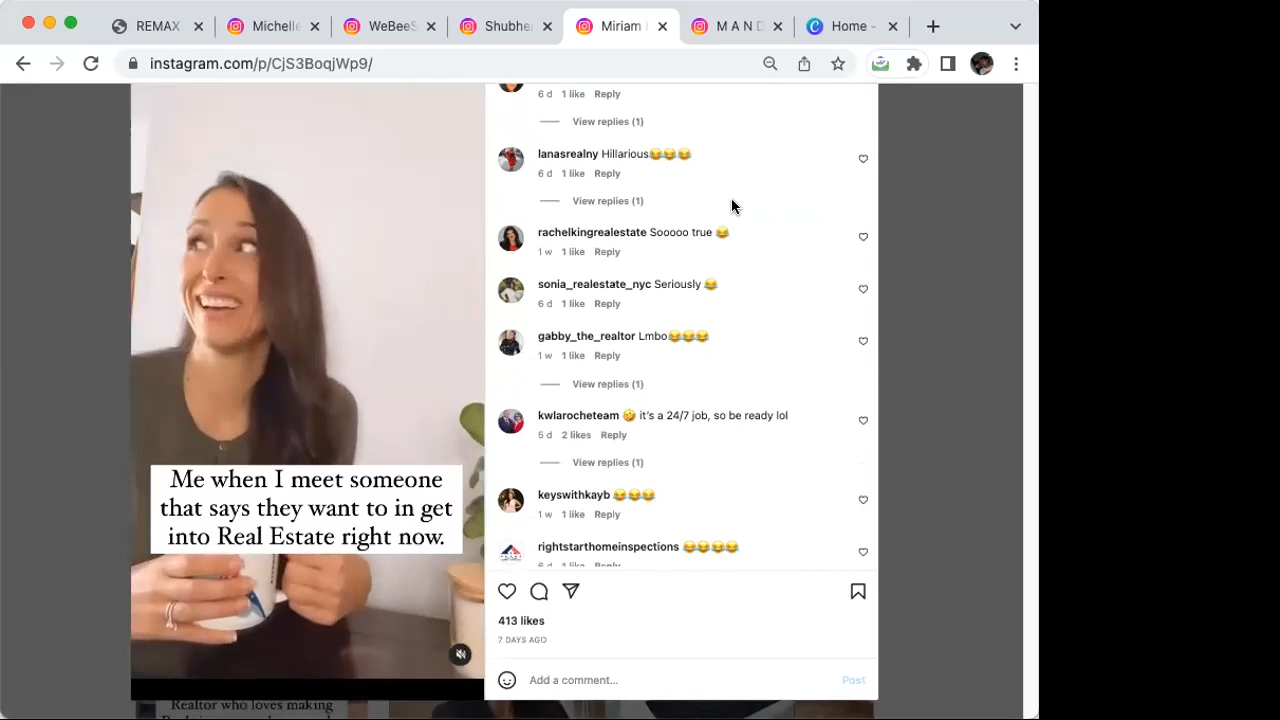 REMAX
Michelle
WeBeeS
Shubhe
Miriam
M A N D
Home -
instagram.com/p/CjS3BoqjWp9/
6 d 1 like Reply
View replies (1)
lanasrealny Hillarious😂😂😂
6 d 1 like Reply
View replies (1)
rachelkingrealestate Sooooo true 😂
1 w 1 like Reply
sonia_realestate_nyc Seriously 😂
6 d 1 like Reply
gabby_the_realtor Lmbo😂😂😂
1 w 1 like Reply
View replies (1)
kwlarocheteam 🤣 it's a 24/7 job, so be ready lol
5 d 2 likes Reply
View replies (1)
keyswithkayb 😂😂😂
1 w 1 like Reply
rightstarthomeinspections 😂😂😂😂
6 d 1 like Reply
413 likes
7 DAYS AGO
Add a comment... Post
Me when I meet someone
that says they want to in get
into Real Estate right now.
Realtor who loves making